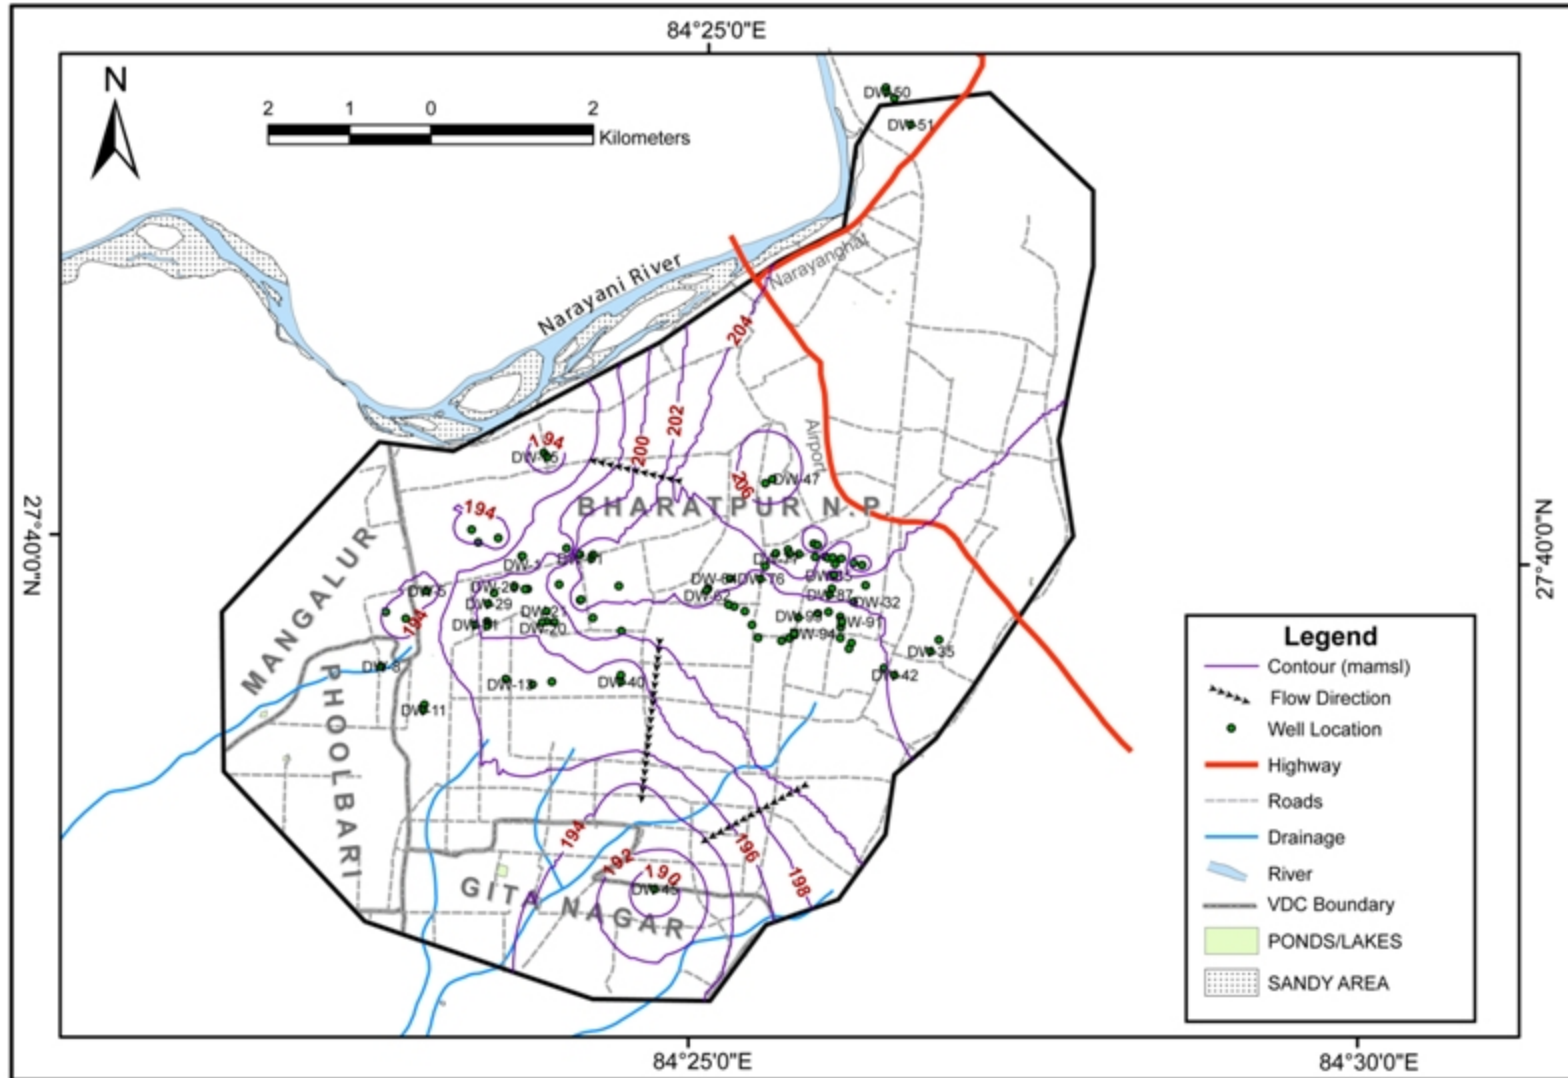 84°25'0"E
N
2 1 0 2
Kilometers
DW-50
DW-51
Narayani River
Narayanghat
204
202
200
Airport
194
DW-47
206
BHARATPUR N.P.
194
27°40'0"N
27°40'0"N
MANGALUR
DW-5
DW-29
DW-21
DW-20
DW-76
DW-62
DW-87
DW-32
DW-91
DW-94
194
DW-35
DW-42
DW-8
DW-13
DW-40
DW-11
PHOOLBARI
194
192
190
196
198
GITA NAGAR
Legend
Contour (mamsl)
Flow Direction
Well Location
Highway
Roads
Drainage
River
VDC Boundary
PONDS/LAKES
SANDY AREA
84°25'0"E
84°30'0"E